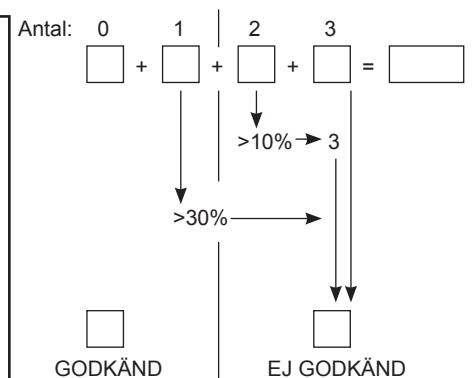 Antal: 0 1 2 3
+ + + =
>10% 3
>30%
GODKÄND EJ GODKÄND